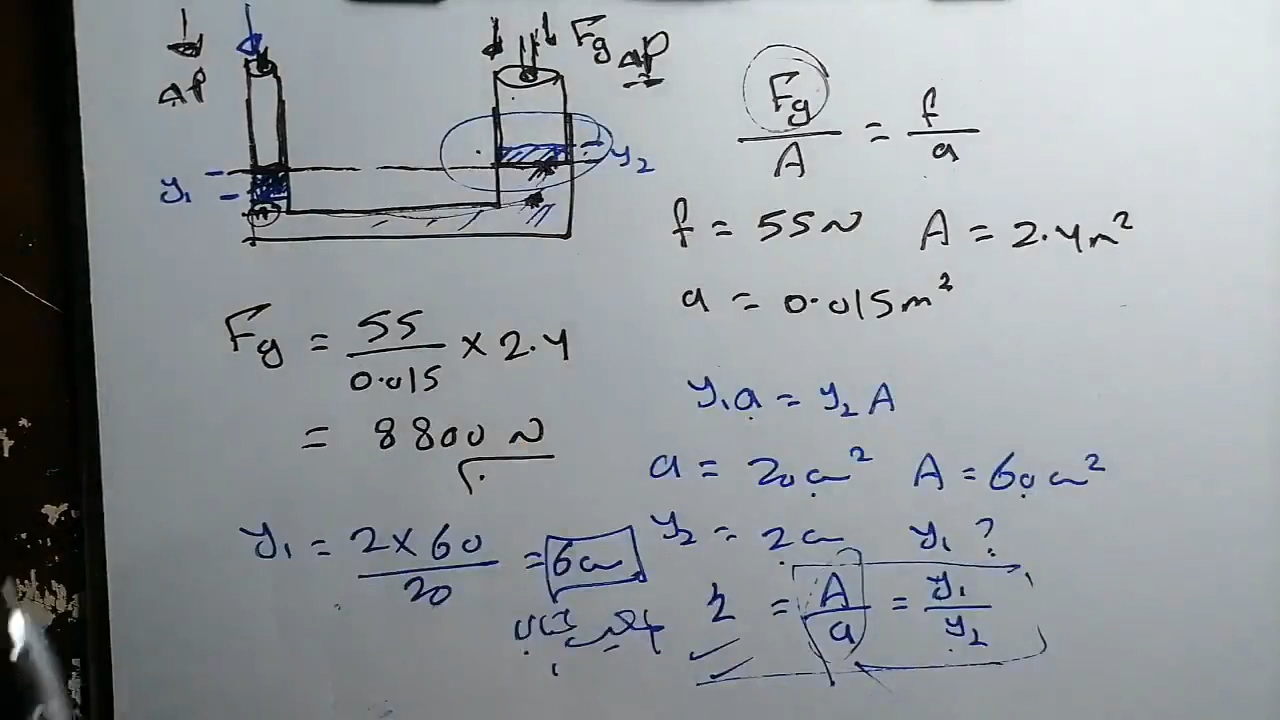 ΔP
Fg ΔP
y₁
y₂
Fg/A = f/a
f = 55N A = 2.4m²
a = 0.015m²
Fg = 55/0.015 × 2.4
= 8800 N
y₁a = y₂A
a = 20cm² A = 60cm²
y₂ = 2cm y₁?
y₁ = 2×60/20 = 6cm
= A/a = y₁/y₂